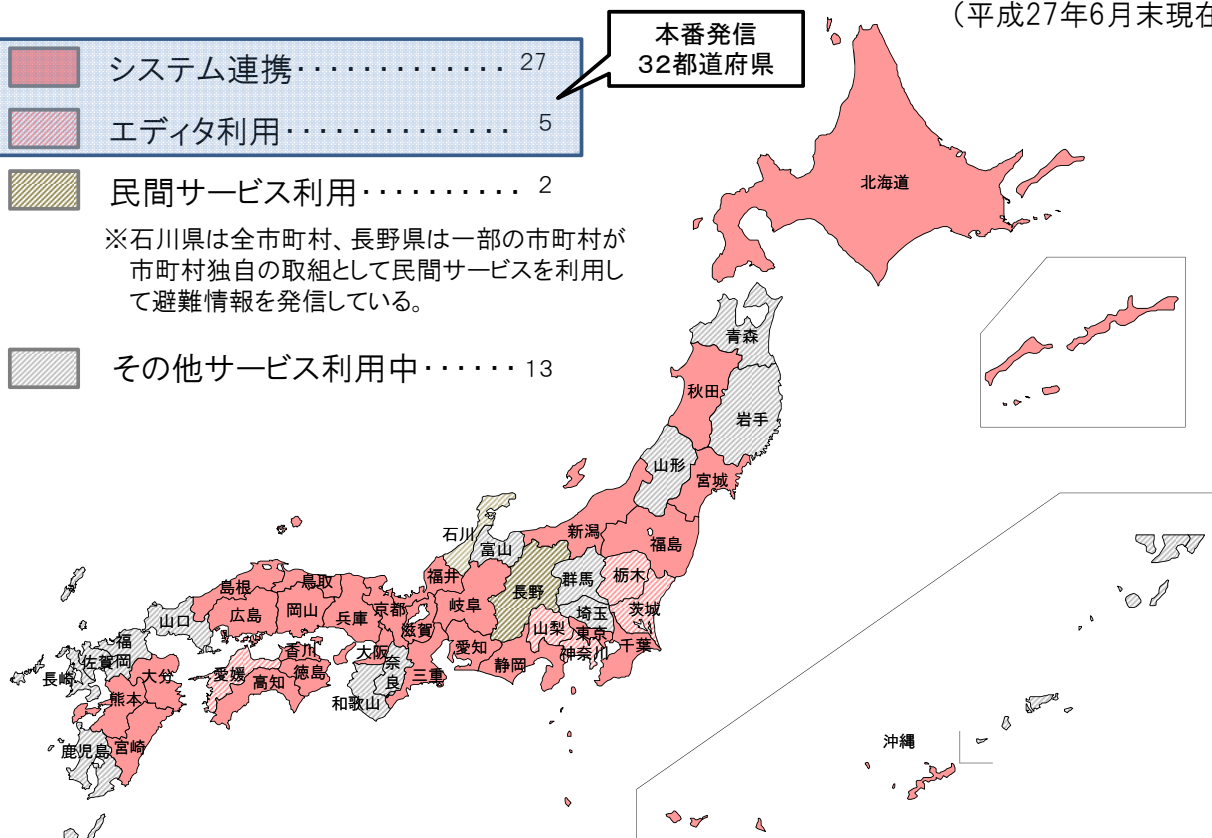 （平成27年6月末現在
本番発信
32都道府県
システム連携・・・・・・・・・・・・・・ 27
エディタ利用・・・・・・・・・・・・・・ 5
民間サービス利用・・・・・・・・・・ 2
※石川県は全市町村、長野県は一部の市町村が
市町村独自の取組として民間サービスを利用し
て避難情報を発信している。
その他サービス利用中・・・・・・ 13
北海道
青森
秋田
岩手
山形
宮城
石川
富山
新潟
福島
福井
岐阜
長野
群馬
栃木
埼玉
茨城
山梨
東京
神奈川
千葉
島根
鳥取
広島
岡山
兵庫
京都
滋賀
愛知
静岡
山口
香川
大阪
奈
良
三重
愛媛
高知
徳島
和歌山
福
岡
佐賀
長崎
大分
熊本
鹿児島
宮崎
沖縄